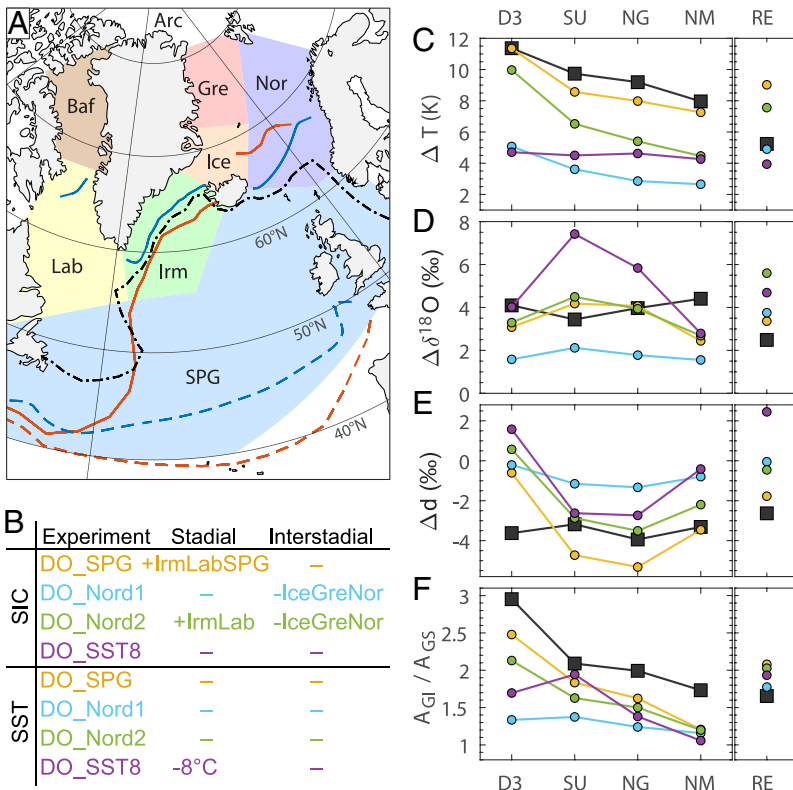 A
Arc
Baf
Gre
Nor
Ice
Lab
Irm
SPG
60°N
50°N
40°N
B
Experiment Stadial Interstadial
SIC
DO_SPG +IrmLabSPG –
DO_Nord1 – -IceGreNor
DO_Nord2 +IrmLab -IceGreNor
DO_SST8 – –
SST
DO_SPG – –
DO_Nord1 – –
DO_Nord2 – –
DO_SST8 -8°C –
D3 SU NG NM RE
C
Δ T (K)
12
10
8
6
4
2
D
Δδ¹⁸O (‰)
8
6
4
2
0
E
Δd (‰)
0
-2
-4
F
A_GI / A_GS
3
2.5
2
1.5
1
D3 SU NG NM RE